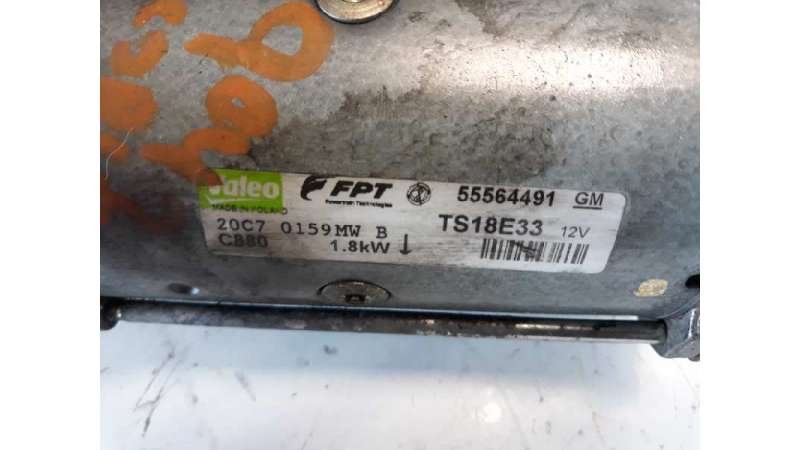 Valeo
MADE IN POLAND
FPT
Powertrain Technologies
55564491 GM
20C7 0159MW B
TS18E33 12V
CB80 1.8kW ↓